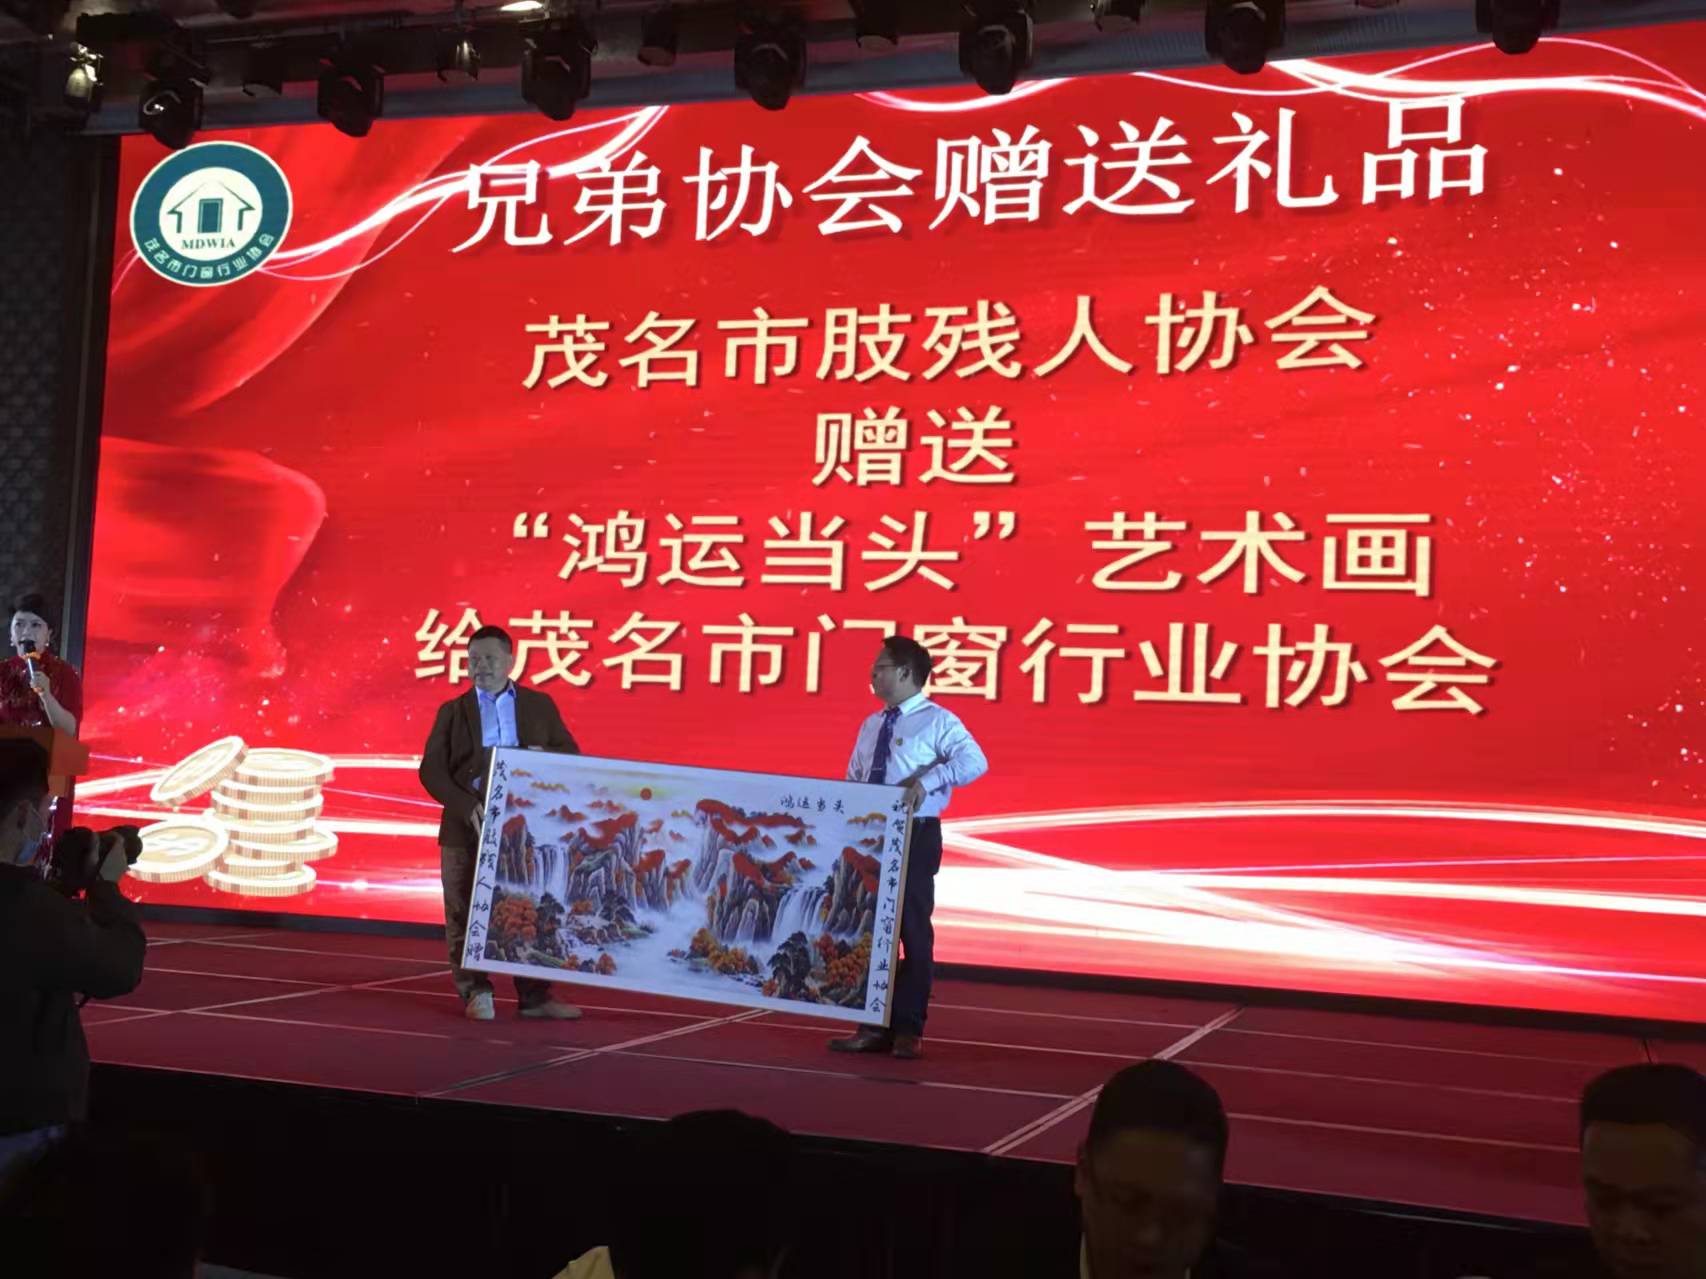 兄弟协会赠送礼品
MDWIA
茂名市门窗行业协会
茂名市肢残人协会
赠送
“鸿运当头”艺术画
给茂名市门窗行业协会
茂名市肢残人协会赠
鸿运当头
祝贺茂名市门窗行业协会